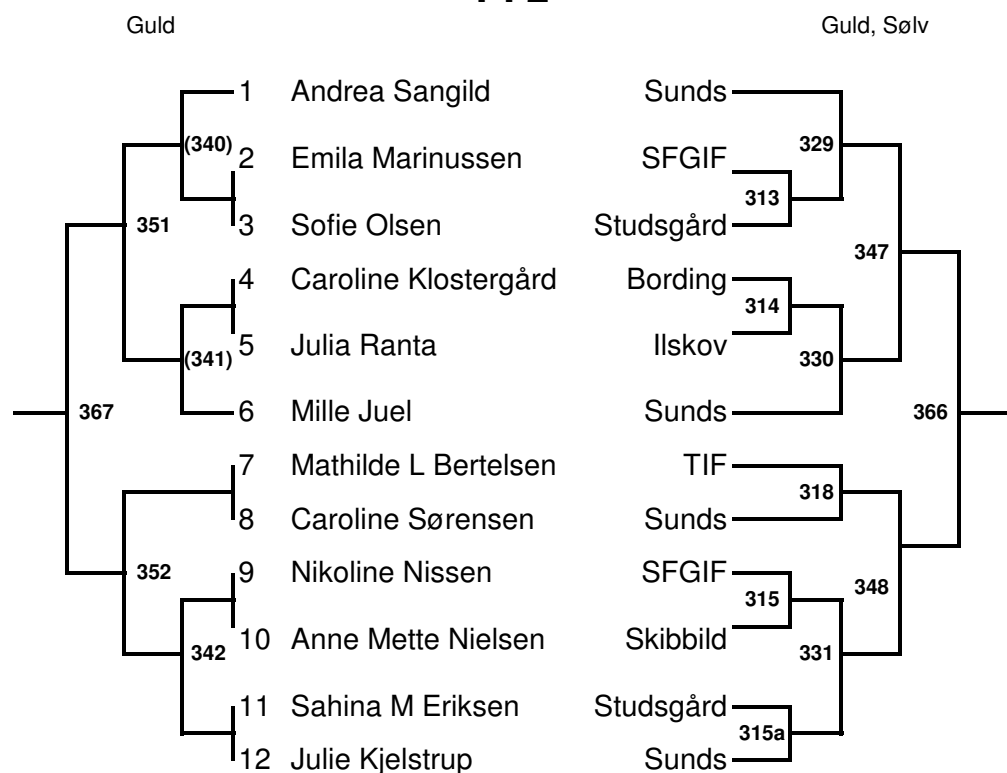 Guld Guld, Sølv
1 Andrea Sangild Sunds
(340) 329
2 Emila Marinussen SFGIF
313
351 3 Sofie Olsen Studsgård
347
4 Caroline Klostergård Bording
314
5 Julia Ranta Ilskov
(341) 330
367 6 Mille Juel Sunds 366
7 Mathilde L Bertelsen TIF
318
8 Caroline Sørensen Sunds
352 9 Nikoline Nissen SFGIF
315 348
10 Anne Mette Nielsen Skibbild
342 331
11 Sahina M Eriksen Studsgård
315a
12 Julie Kjelstrup Sunds